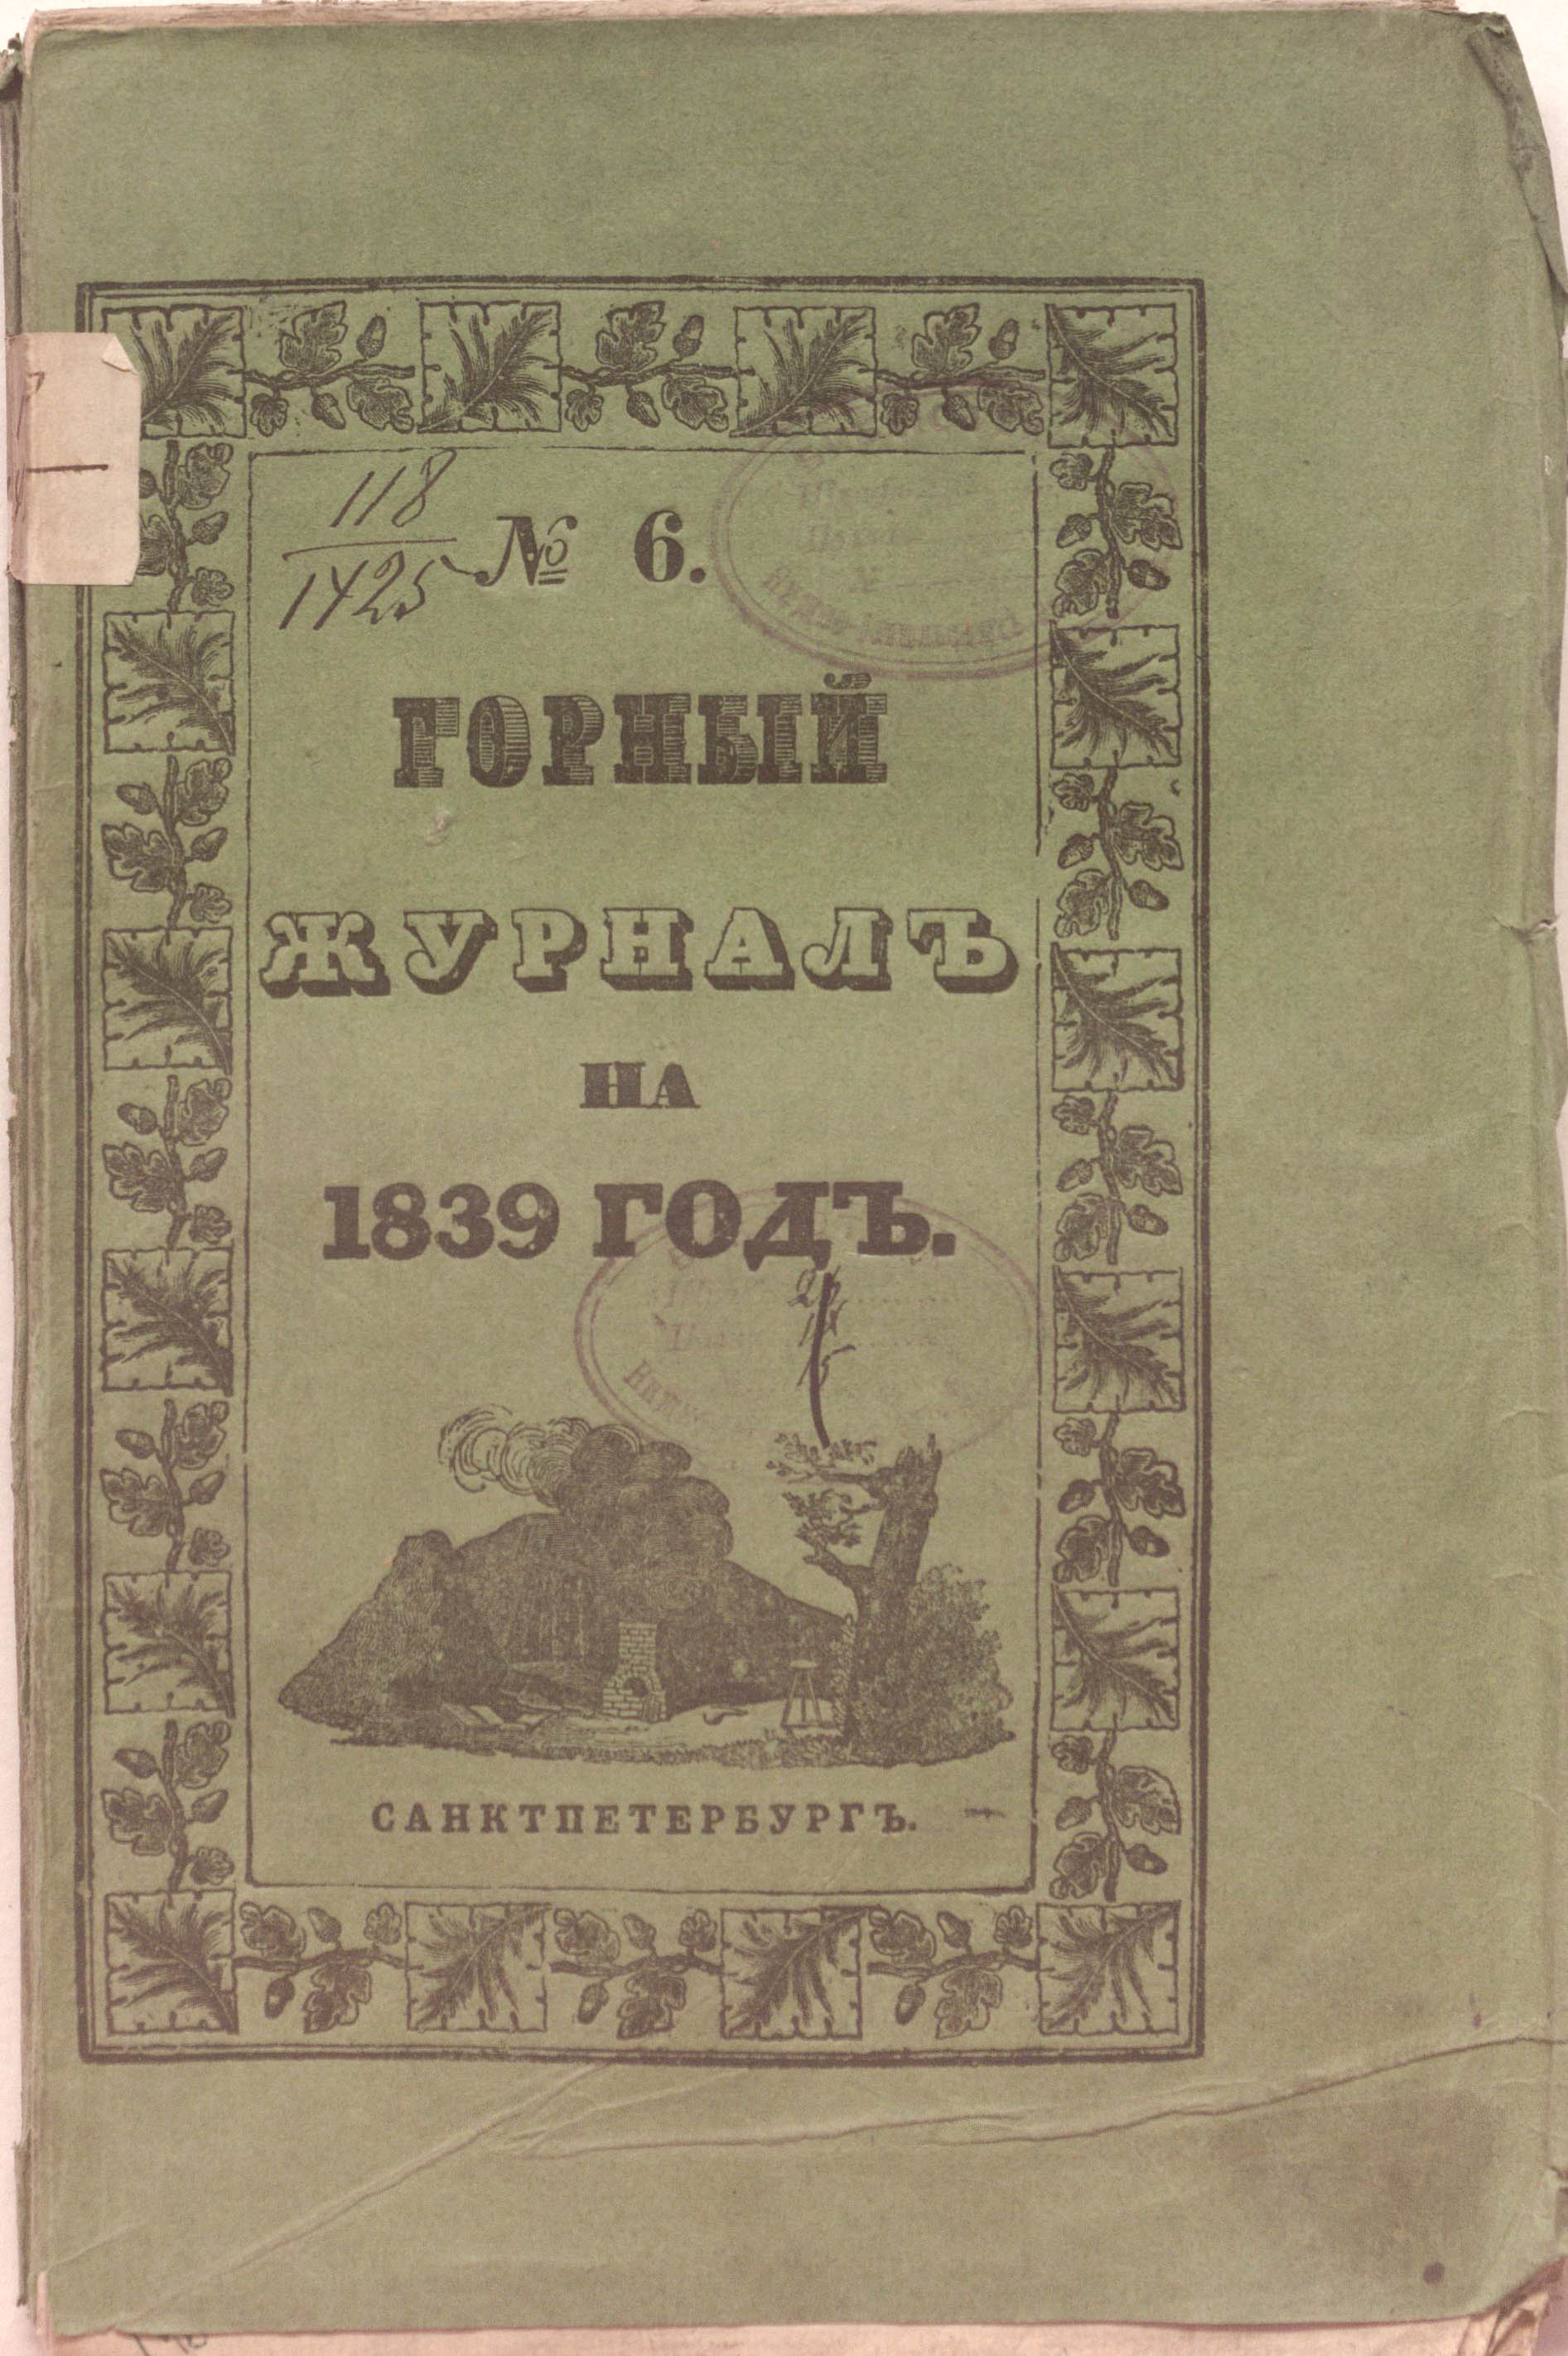 118
1425
№ 6.
ГОРНЫЙ
ЖУРНАЛЪ
НА
1839 ГОДЪ.
САНКТПЕТЕРБУРГЪ.